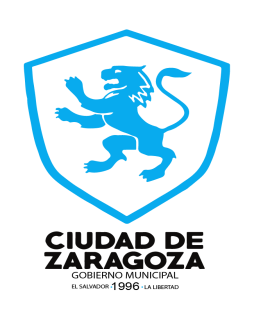 CIUDAD DE
ZARAGOZA
GOBIERNO MUNICIPAL
EL SALVADOR · 1996 · LA LIBERTAD